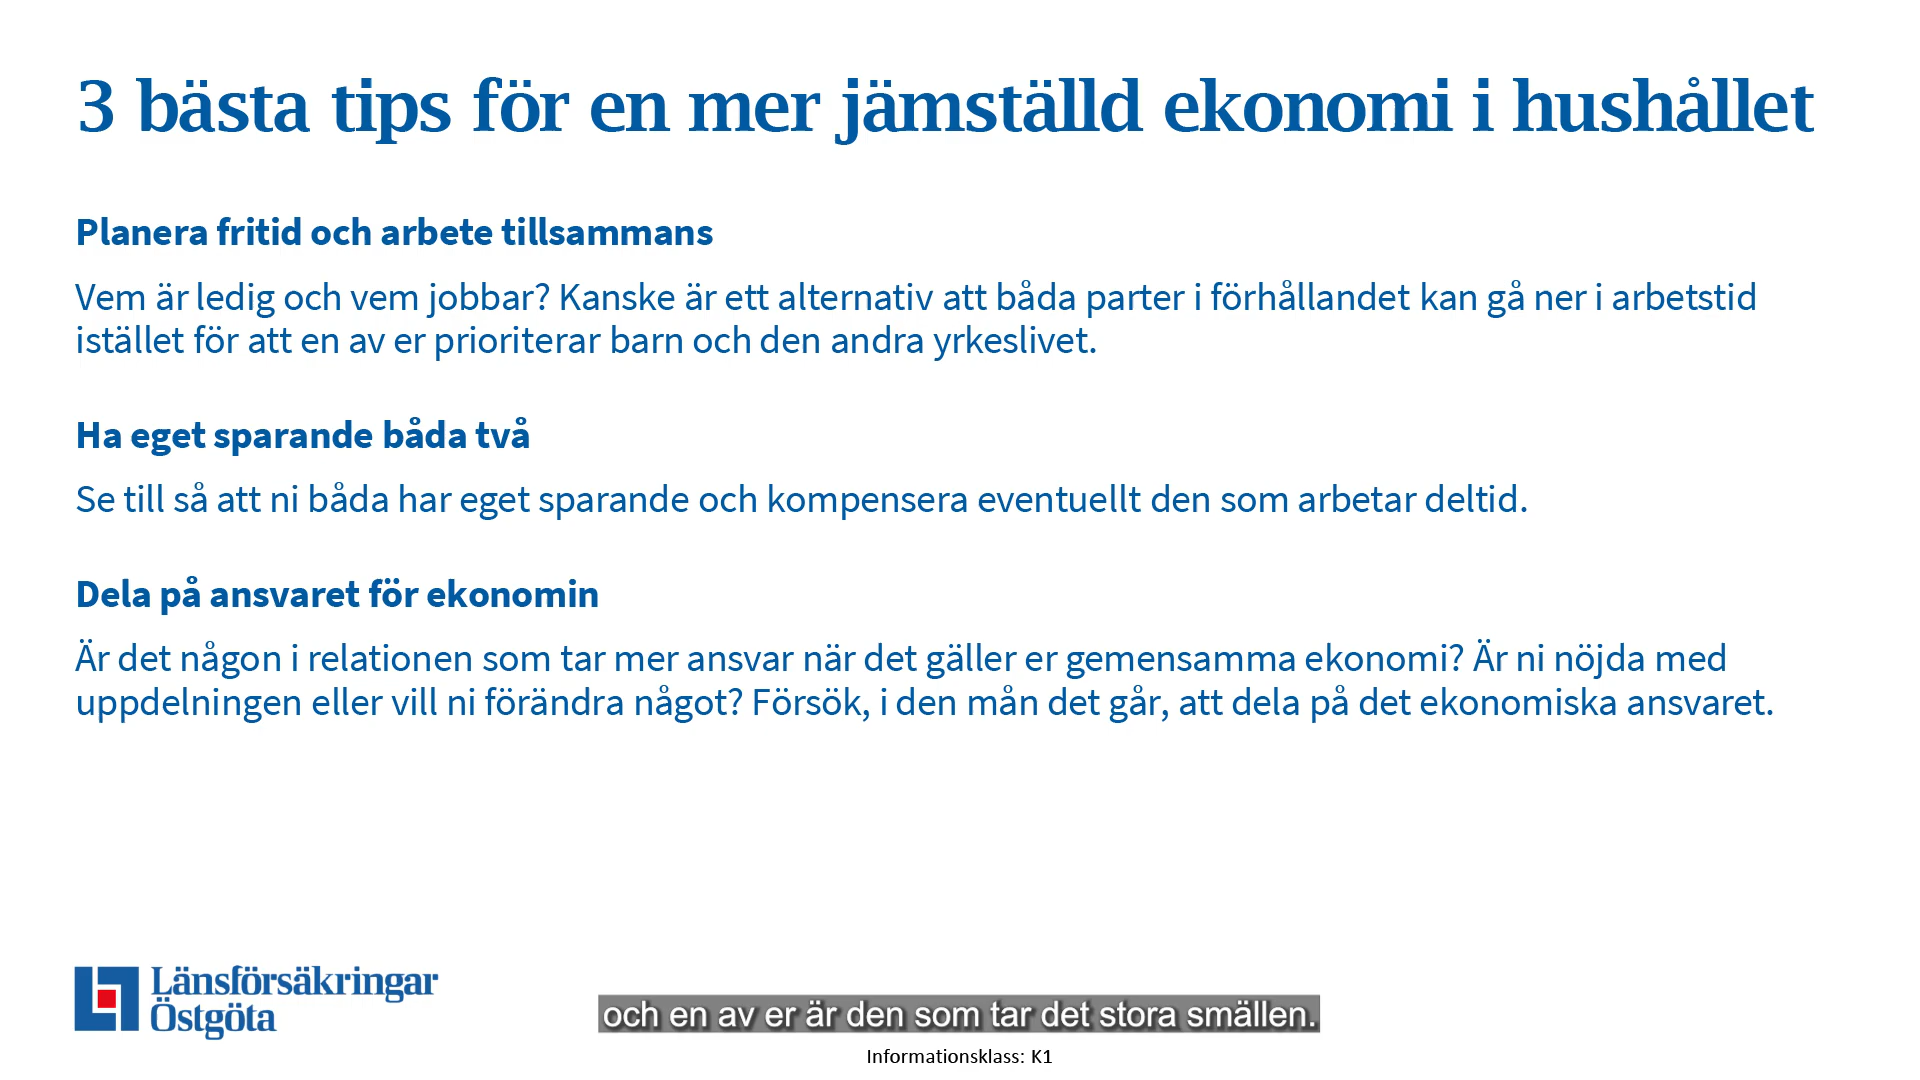 3 bästa tips för en mer jämställd ekonomi i hushållet
Planera fritid och arbete tillsammans
Vem är ledig och vem jobbar? Kanske är ett alternativ att båda parter i förhållandet kan gå ner i arbetstid
istället för att en av er prioriterar barn och den andra yrkeslivet.
Ha eget sparande båda två
Se till så att ni båda har eget sparande och kompensera eventuellt den som arbetar deltid.
Dela på ansvaret för ekonomin
Är det någon i relationen som tar mer ansvar när det gäller er gemensamma ekonomi? Är ni nöjda med
uppdelningen eller vill ni förändra något? Försök, i den mån det går, att dela på det ekonomiska ansvaret.
Länsförsäkringar
Östgöta
och en av er är den som tar det stora smällen.
Informationsklass: K1